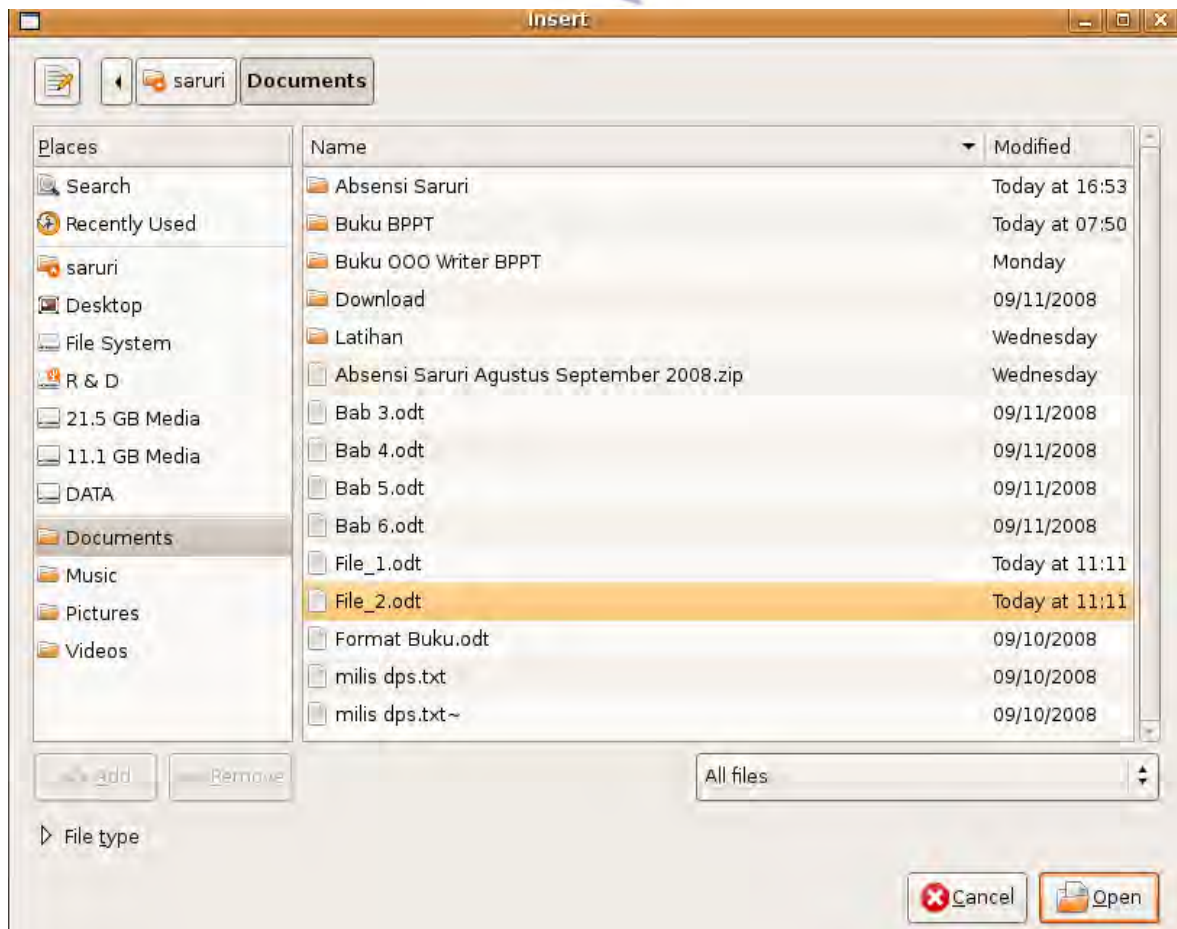 Insert
saruri Documents
Places
Search
Recently Used
saruri
Desktop
File System
R & D
21.5 GB Media
11.1 GB Media
DATA
Documents
Music
Pictures
Videos
Name Modified
Absensi Saruri Today at 16:53
Buku BPPT Today at 07:50
Buku OOO Writer BPPT Monday
Download 09/11/2008
Latihan Wednesday
Absensi Saruri Agustus September 2008.zip Wednesday
Bab 3.odt 09/11/2008
Bab 4.odt 09/11/2008
Bab 5.odt 09/11/2008
Bab 6.odt 09/11/2008
File_1.odt Today at 11:11
File_2.odt Today at 11:11
Format Buku.odt 09/10/2008
milis dps.txt 09/10/2008
milis dps.txt~ 09/10/2008
Add Remove All files
File type
Cancel Open